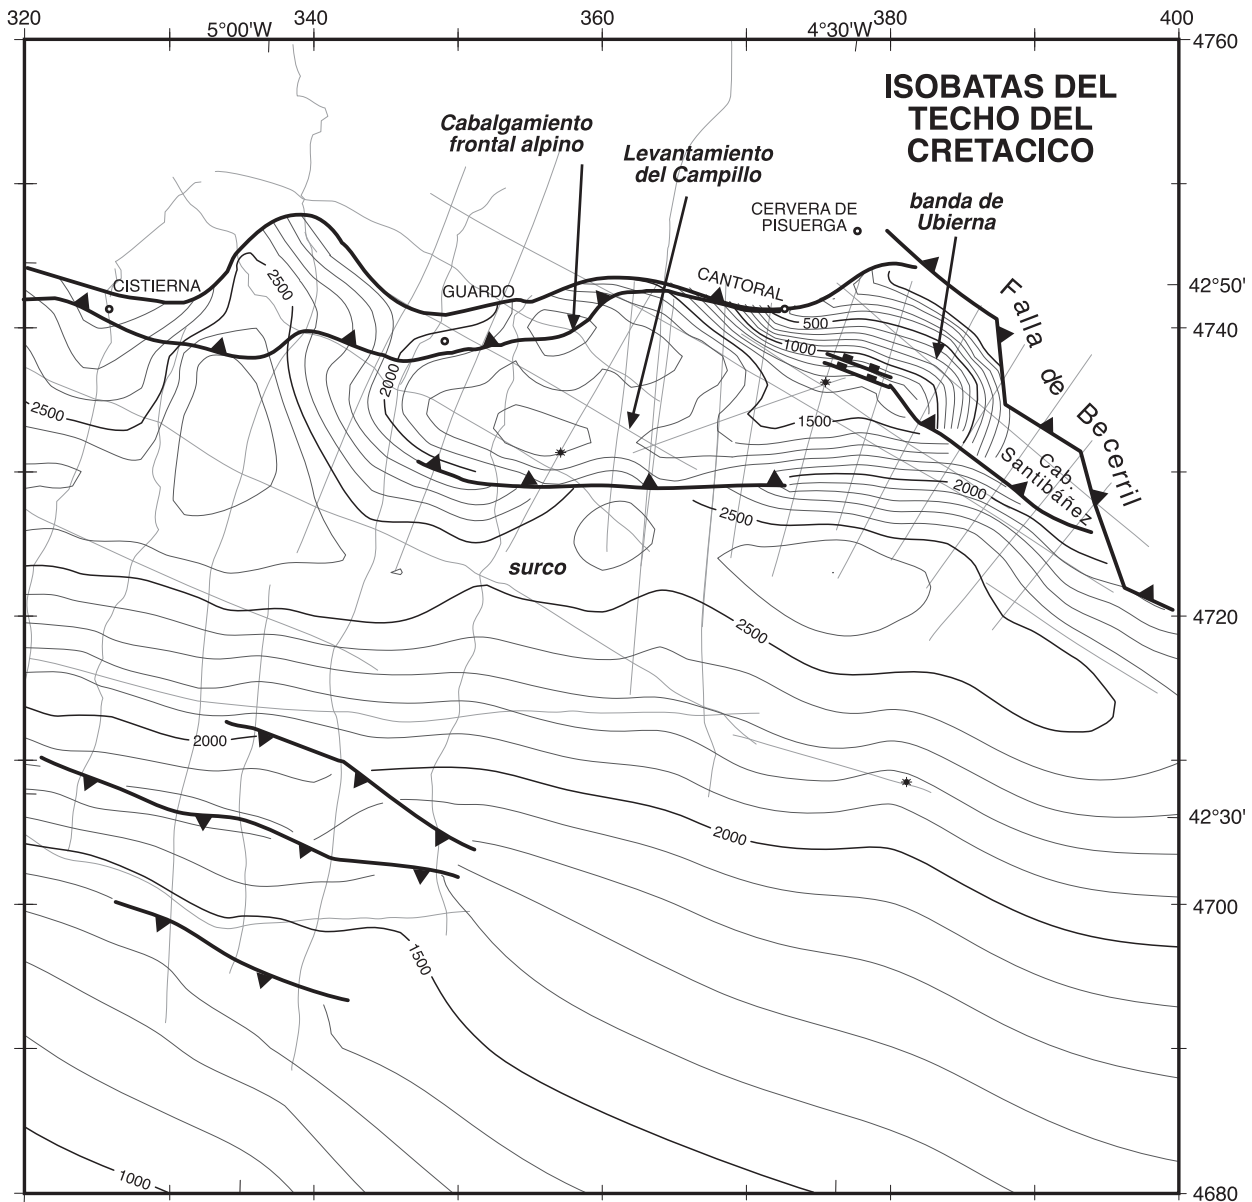 320
5°00'W
340
360
4°30'W
380
400
4760
ISOBATAS DEL
TECHO DEL
CRETACICO
Cabalgamiento
frontal alpino
Levantamiento
del Campillo
CERVERA DE
PISUERGA
banda de
Ubierna
CISTIERNA
2500
GUARDO
CANTORAL
42°50'
Falla de Becerril
500
4740
1000
2000
2500
1500
Cab.
Santibáñez
2000
2500
surco
4720
2500
2000
42°30'
2000
4700
1500
1000
4680